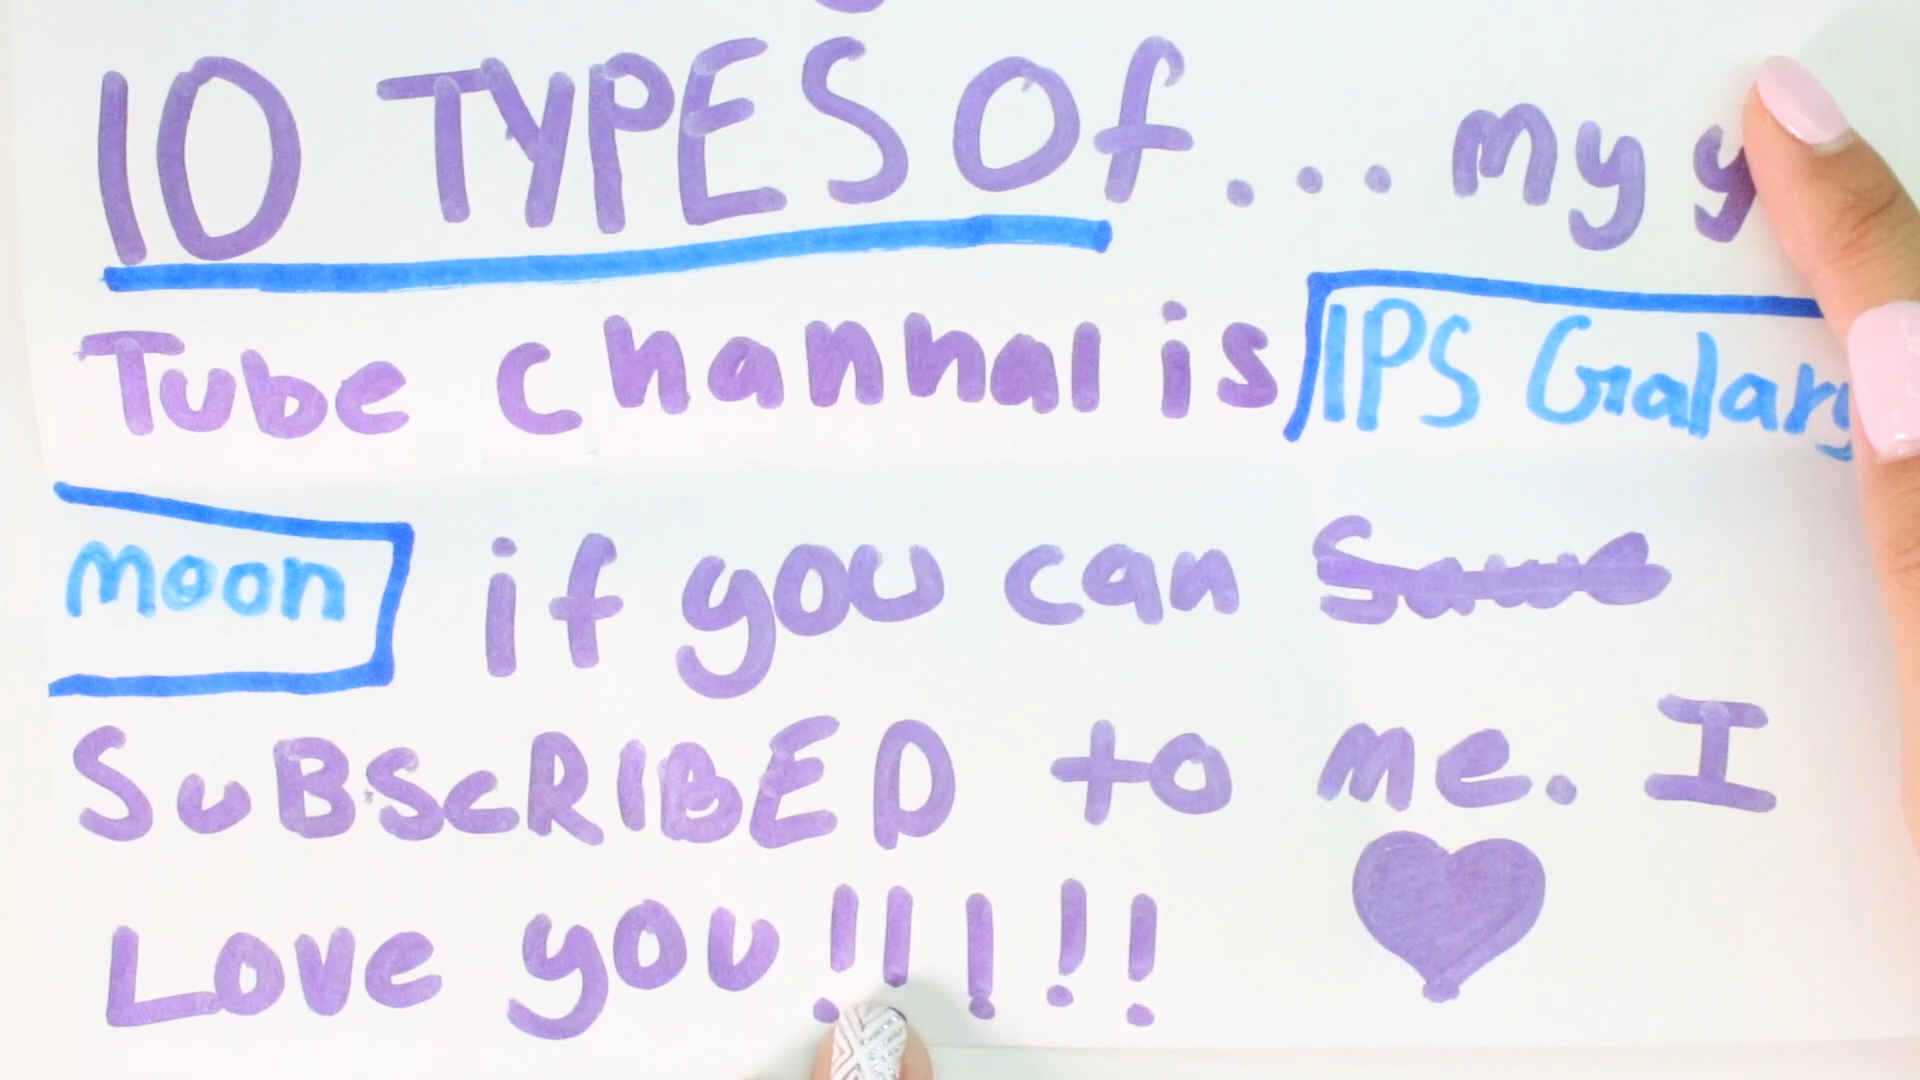 10 TYPES Of... my y
Tube channal is IPS Galary
moon if you can
SuBScRIBED to me. I
Love you!!!!!